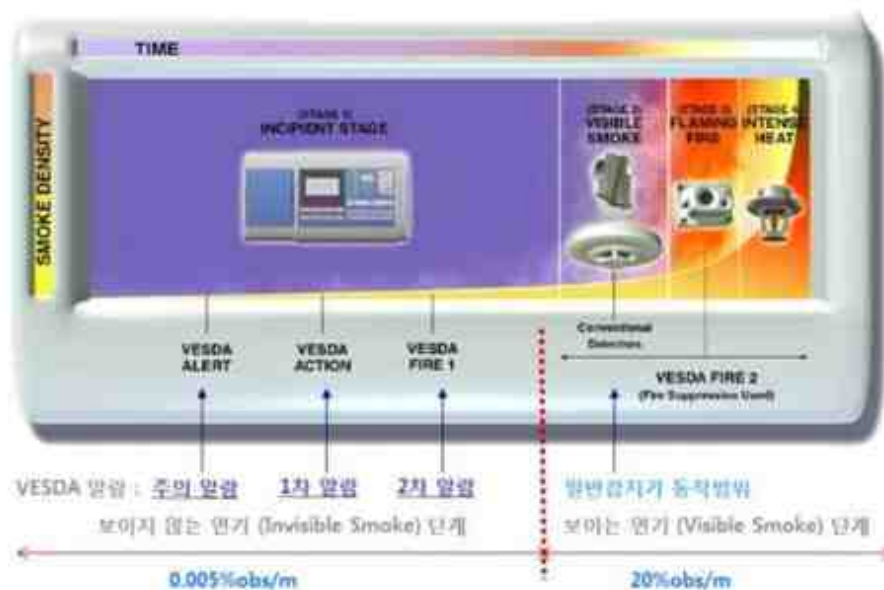 TIME
SMOKE DENSITY
(STAGE 1)
INCIPIENT STAGE
(STAGE 2)
VISIBLE
SMOKE
(STAGE 3)
FLAMING
FIRE
(STAGE 4)
INTENSE
HEAT
VESDA
ALERT
VESDA
ACTION
VESDA
FIRE 1
Conventional
Detectors
VESDA FIRE 2
(Fire Suppression Used)
VESDA 알람 : 주의 알람 1차 알람 2차 알람
일반감지기 동작범위
보이지 않는 연기 (Invisible Smoke) 단계
보이는 연기 (Visible Smoke) 단계
0.005%obs/m
20%obs/m